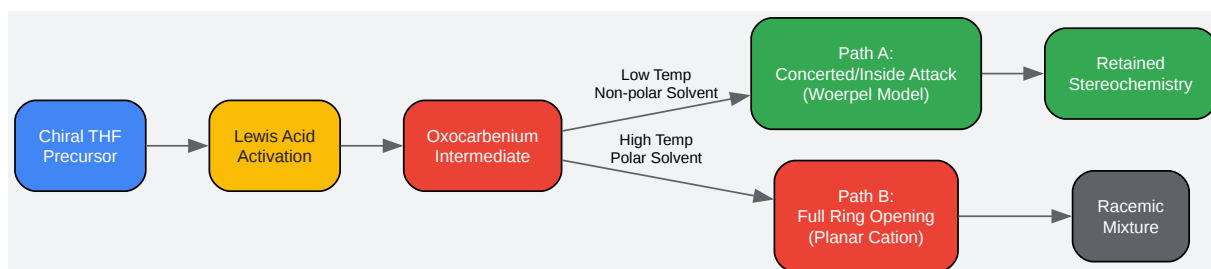 Chiral THF
Precursor
Lewis Acid
Activation
Oxocarbenium
Intermediate
Low Temp
Non-polar Solvent
High Temp
Polar Solvent
Path A:
Concerted/Inside Attack
(Woerpel Model)
Retained
Stereochemistry
Path B:
Full Ring Opening
(Planar Cation)
Racemic
Mixture